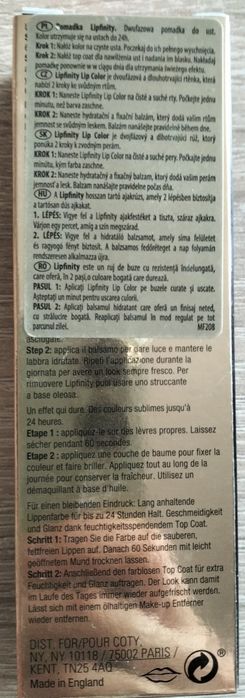 PL Pomadka Lipfinity. Dwufazowa pomadka do ust.
Kolor utrzymuje się na ustach do 24h.
Krok 1: Nałóż kolor na czyste usta. Poczekaj do ich pełnego wyschnięcia.
Krok 2: Nałóż top coat dla nawilżenia ust i nadania im blasku. Nakładaj
pomadkę ponownie w ciągu dnia dla utrzymania świeżego efektu.
CZ Lipfinity Lip Color je dvoufázová a dlouhotrvající rtěnka, která
nabízí 2 kroky ke svůdným rtům.
KROK 1: Naneste Lipfinity Lip Color na čisté a suché rty. Počkejte jednu
minutu, než barva zaschne.
KROK 2: Naneste hydratační a fixační balzám, který dodá vašim rtům
jemnost se svůdným leskem. Balzám nanášejte pravidelně během dne.
SK Lipfinity Lip Color je dvojfázový a dlhotrvajúci rúž, ktorý
ponúka 2 kroky k zvodným perám.
KROK 1: Naneste Lipfinity Lip Color na čisté a suché pery. Počkajte jednu
minútu, kým farba zaschne.
KROK 2: Naneste hydratačný a fixačný balzam, ktorý dodá vašim perám
jemnosť a lesk. Balzam nanášajte pravidelne počas dňa.
HU A Lipfinity hosszan tartó ajakrúzs, amely 2 lépésben biztosítja
a tartósan dús ajkakat.
1. LÉPÉS: Vigye fel a Lipfinity ajakfestéket a tiszta, száraz ajkakra.
Várjon egy percet, amíg a szín megszárad.
2. LÉPÉS: Vigye fel a hidratáló balzsamot, amely sima felületet
és ragyogó fényt biztosít. A balzsamos fedőréteget a nap folyamán
rendszeresen alkalmazza újra.
RO Lipfinity este un ruj de buze cu rezistență îndelungată,
care oferă, în 2 pași, o culoare bogată care durează.
PASUL 1: Aplicați Lipfinity Lip Color pe buzele curate și uscate.
Așteptați un minut pentru uscarea culorii.
PASUL 2: Aplicați balsamul hidratant care oferă un finisaj neted,
cu strălucire bogată. Reaplicați balsamul în mod regulat pe tot
parcursul zilei. MF208
asciugare.
Step 2: applica il balsamo per dare luce e mantere le
labbra idratate. Ripeti l'applicazione durante la
giornata per avere un look sempre fresco. Per
rimuovere Lipfinity puoi usare uno struccante
a base oleosa.
Un effet qui dure. Des couleurs sublimes jusqu'à
24 heures.
Etape 1 : appliquez-le sur des lèvres propres. Laissez
sécher pendant 60 secondes.
Etape 2 : appliquez une couche de baume pour fixer la
couleur et faire briller. Appliquez tout au long de la
journée pour conserver la fraîcheur. Utilisez un
démaquillant à base d'huile.
Für einen bleibenden Eindruck: Lang anhaltende
Lippenfarbe für bis zu 24 Stunden Halt. Geschmeidigkeit
und Glanz dank feuchtigkeitsspendendem Top Coat.
Schritt 1: Tragen Sie die Farbe auf die sauberen,
fettfreien Lippen auf. Danach 60 Sekunden mit leicht
geöffnetem Mund trocknen lassen.
Schritt 2: Anschließend den farblosen Top Coat für extra
Feuchtigkeit und Glanz auftragen. Der Look kann damit
im Laufe des Tages immer wieder aufgefrischt werden.
Lässt sich mit einem ölhaltigen Make-up Entferner
wieder entfernen.
DIST. FOR/POUR COTY
NY, NY 10118 / 75002 PARIS /
KENT, TN25 4AQ
Made in England